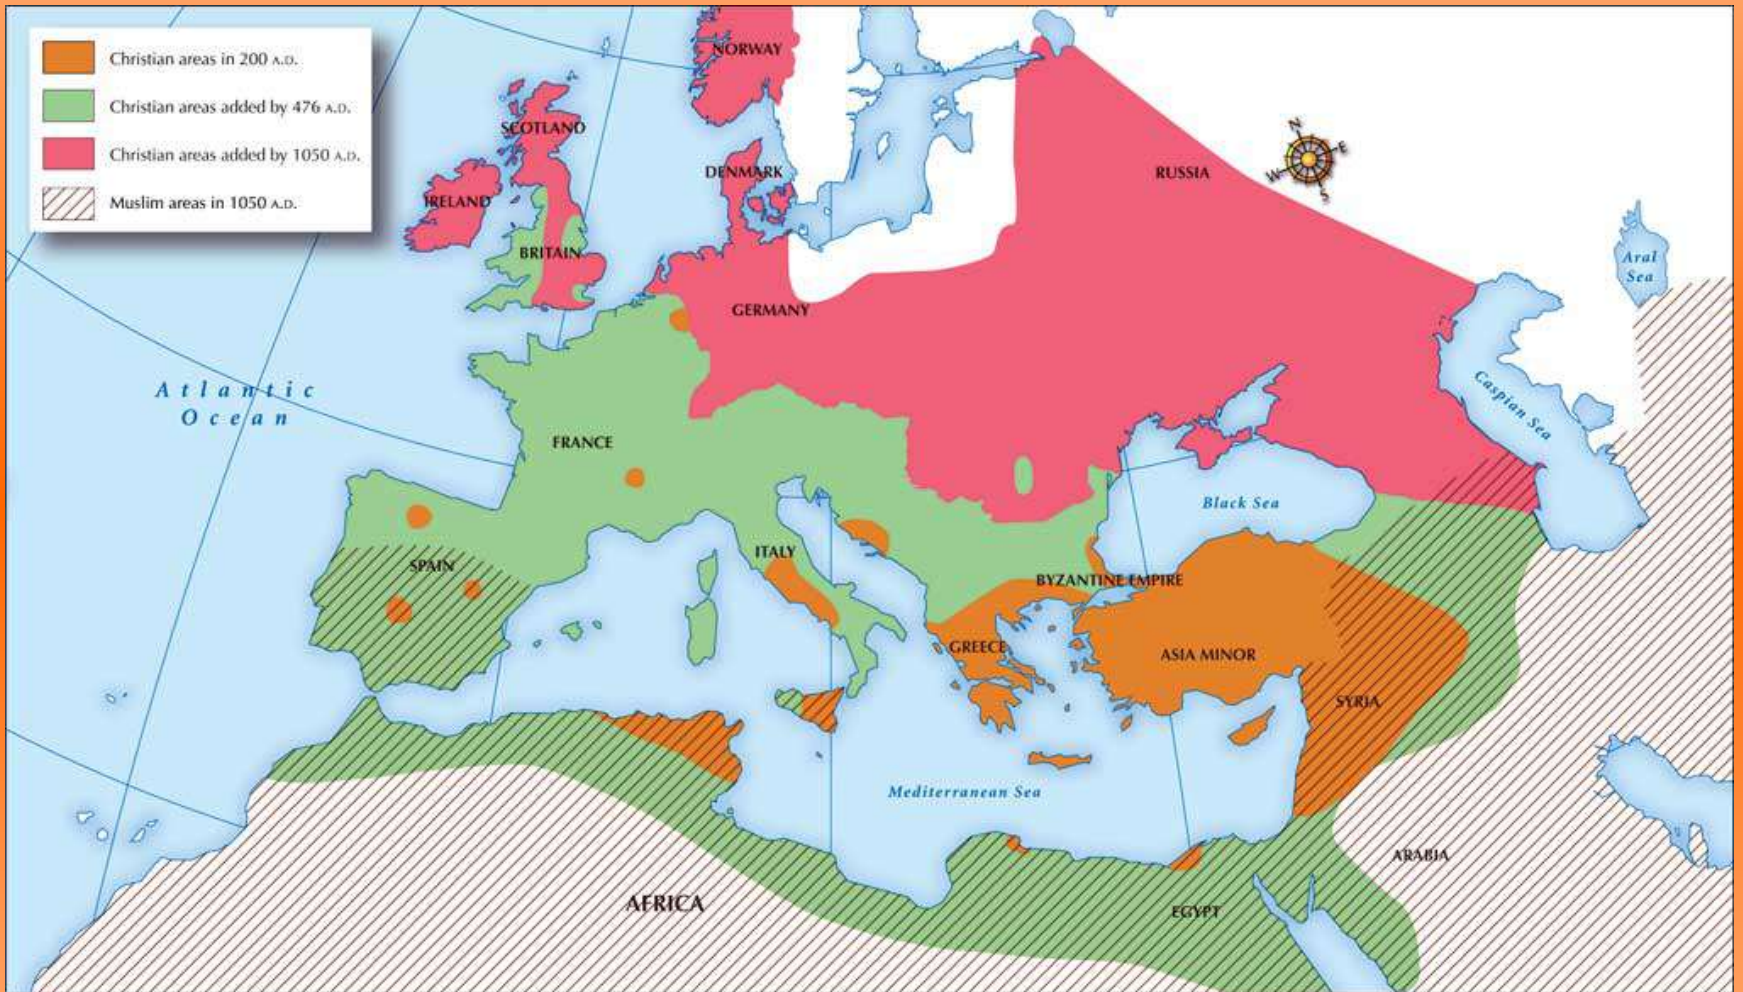 Christian areas in 200 A.D.
Christian areas added by 476 A.D.
Christian areas added by 1050 A.D.
Muslim areas in 1050 A.D.
NORWAY
SCOTLAND
DENMARK
IRELAND
BRITAIN
RUSSIA
N
E
W
S
GERMANY
Aral
Sea
Atlantic
Ocean
Caspian Sea
FRANCE
Black Sea
ITALY
SPAIN
BYZANTINE EMPIRE
GREECE
ASIA MINOR
SYRIA
Mediterranean Sea
ARABIA
AFRICA
EGYPT